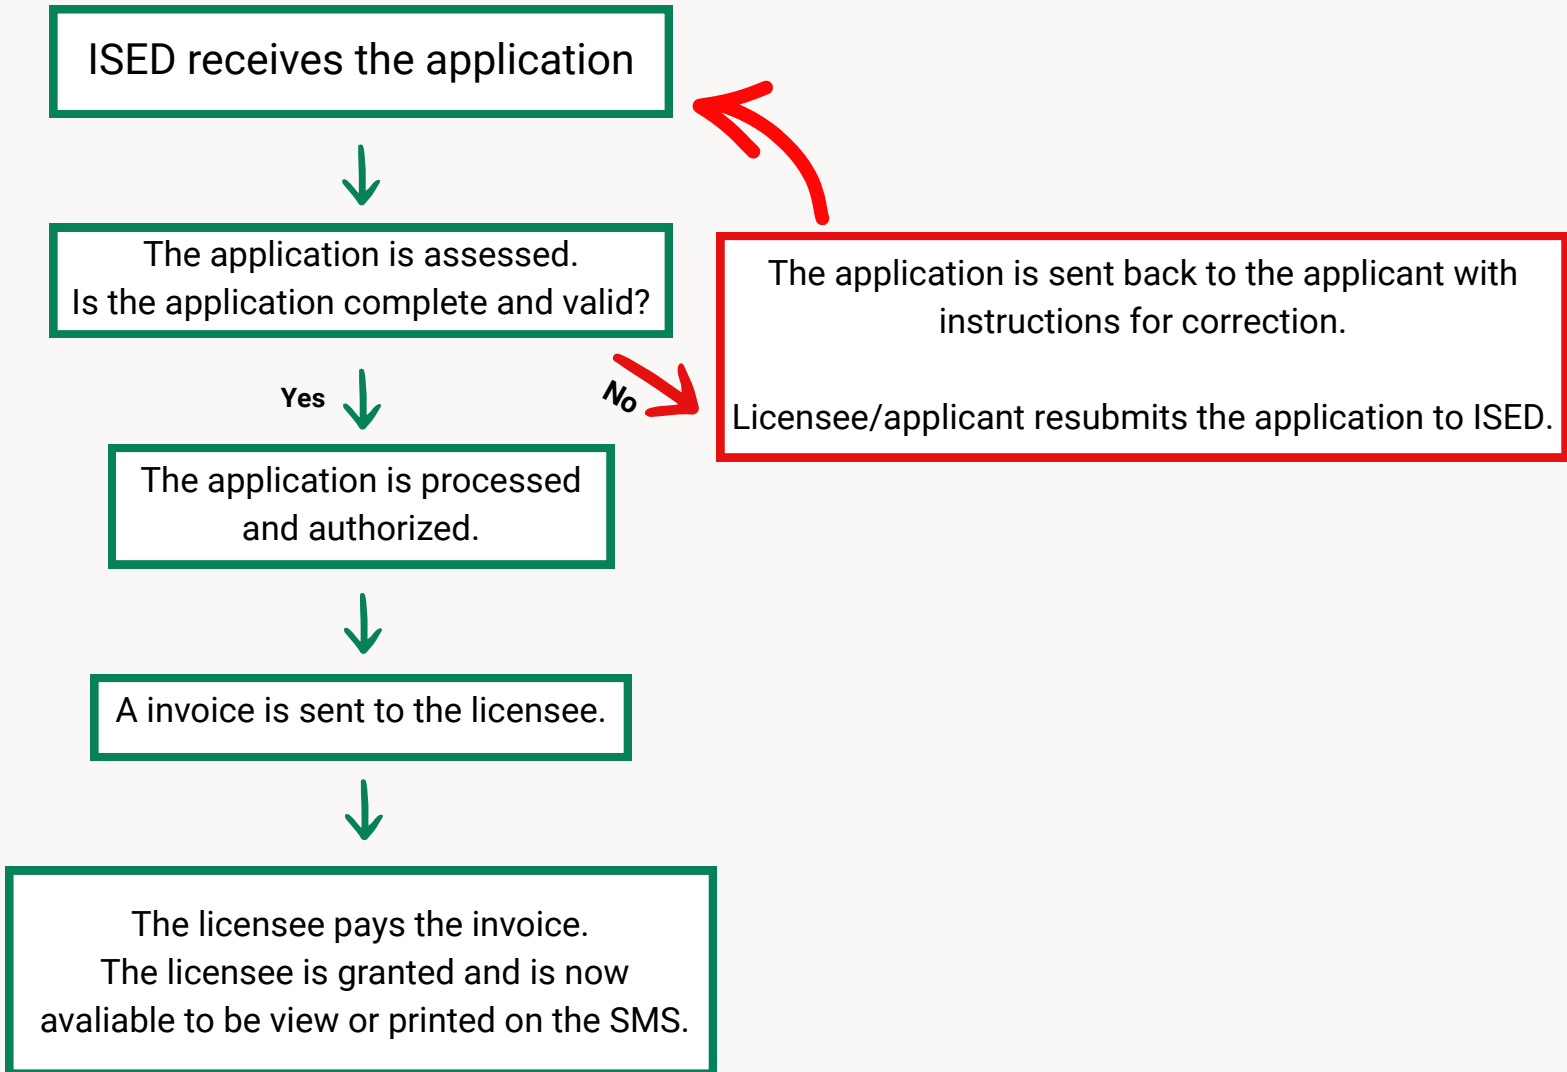 ISED receives the application
The application is assessed.
Is the application complete and valid?
Yes
No
The application is sent back to the applicant with
instructions for correction.
Licensee/applicant resubmits the application to ISED.
The application is processed
and authorized.
A invoice is sent to the licensee.
The licensee pays the invoice.
The licensee is granted and is now
avaliable to be view or printed on the SMS.